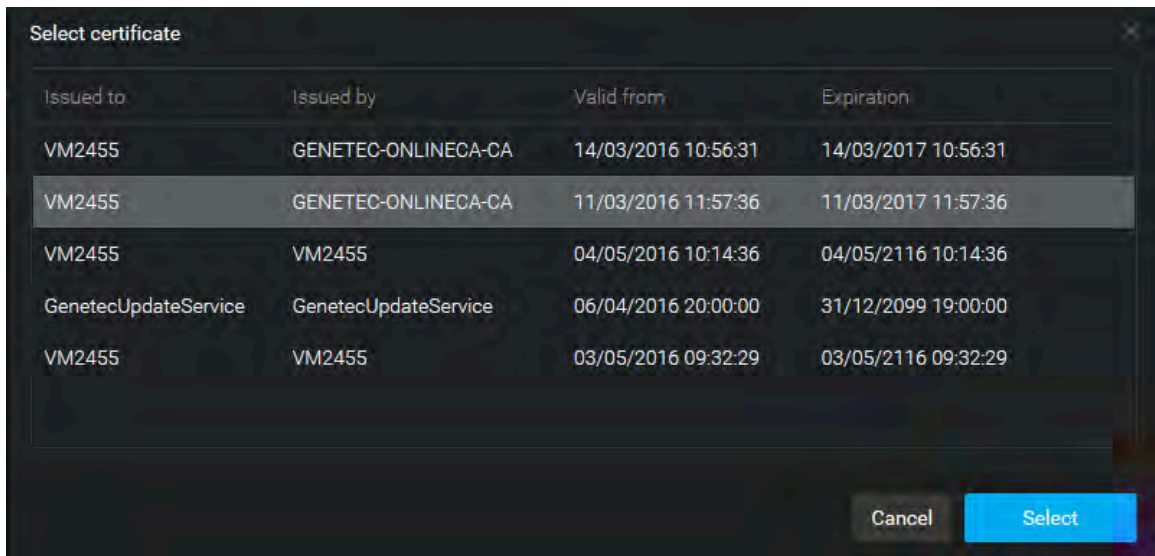 Select certificate
Issued to Issued by Valid from Expiration
VM2455 GENETEC-ONLINECA-CA 14/03/2016 10:56:31 14/03/2017 10:56:31
VM2455 GENETEC-ONLINECA-CA 11/03/2016 11:57:36 11/03/2017 11:57:36
VM2455 VM2455 04/05/2016 10:14:36 04/05/2116 10:14:36
GenetecUpdateService GenetecUpdateService 06/04/2016 20:00:00 31/12/2099 19:00:00
VM2455 VM2455 03/05/2016 09:32:29 03/05/2116 09:32:29
Cancel Select